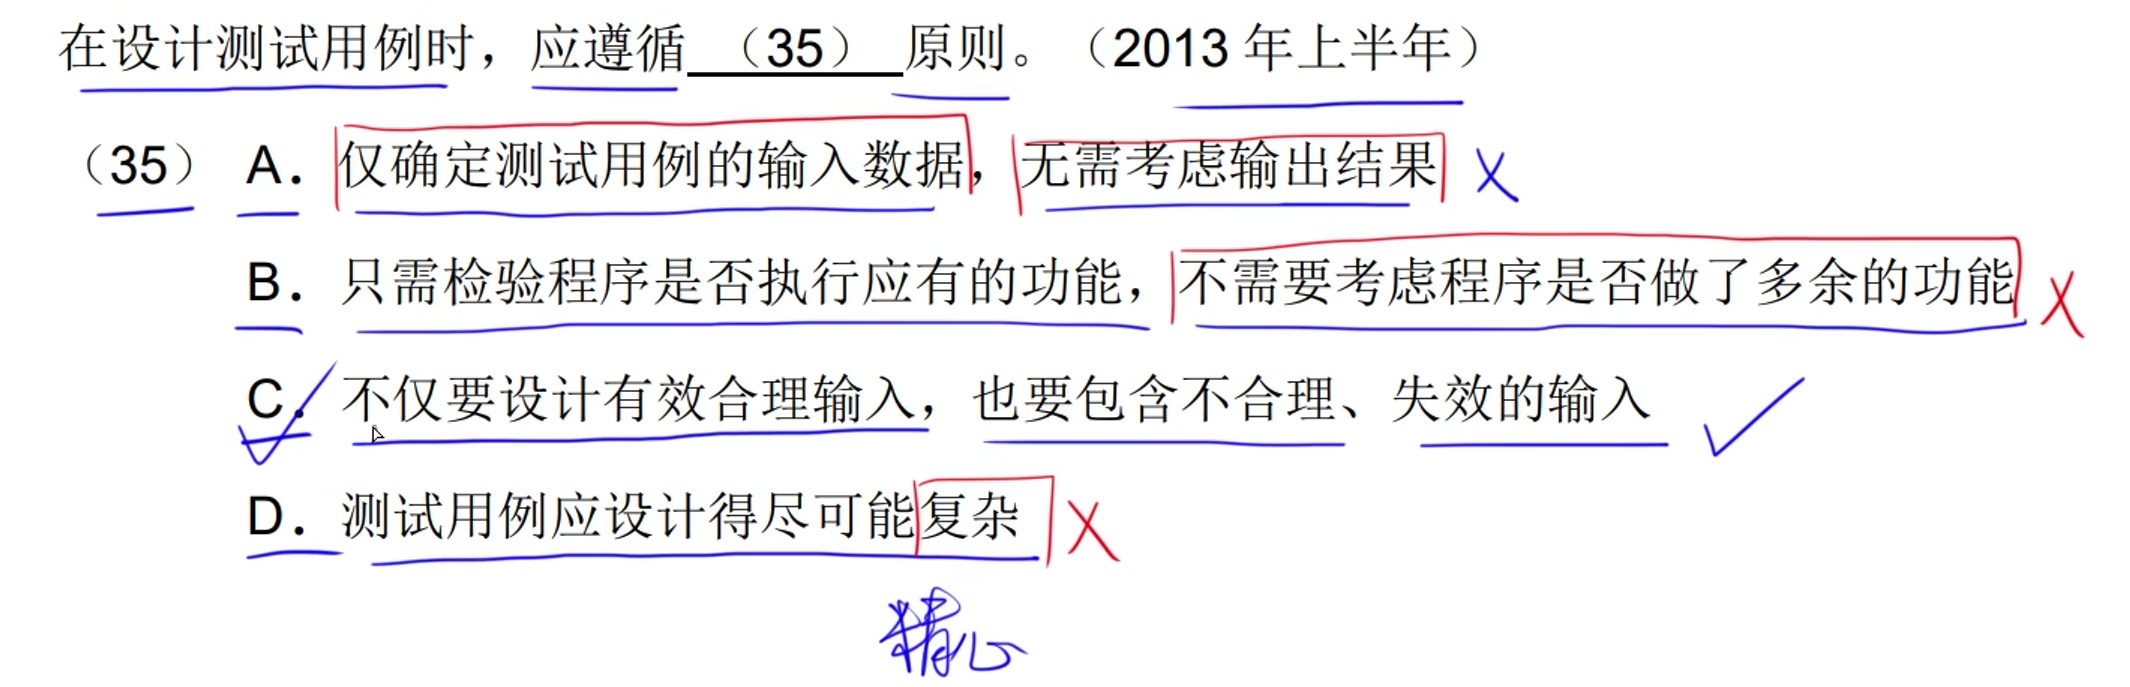 在设计测试用例时，应遵循 （35） 原则。（2013 年上半年）
（35） A. 仅确定测试用例的输入数据，无需考虑输出结果
B. 只需检验程序是否执行应有的功能，不需要考虑程序是否做了多余的功能
C. 不仅要设计有效合理输入，也要包含不合理、失效的输入
D. 测试用例应设计得尽可能复杂
精心